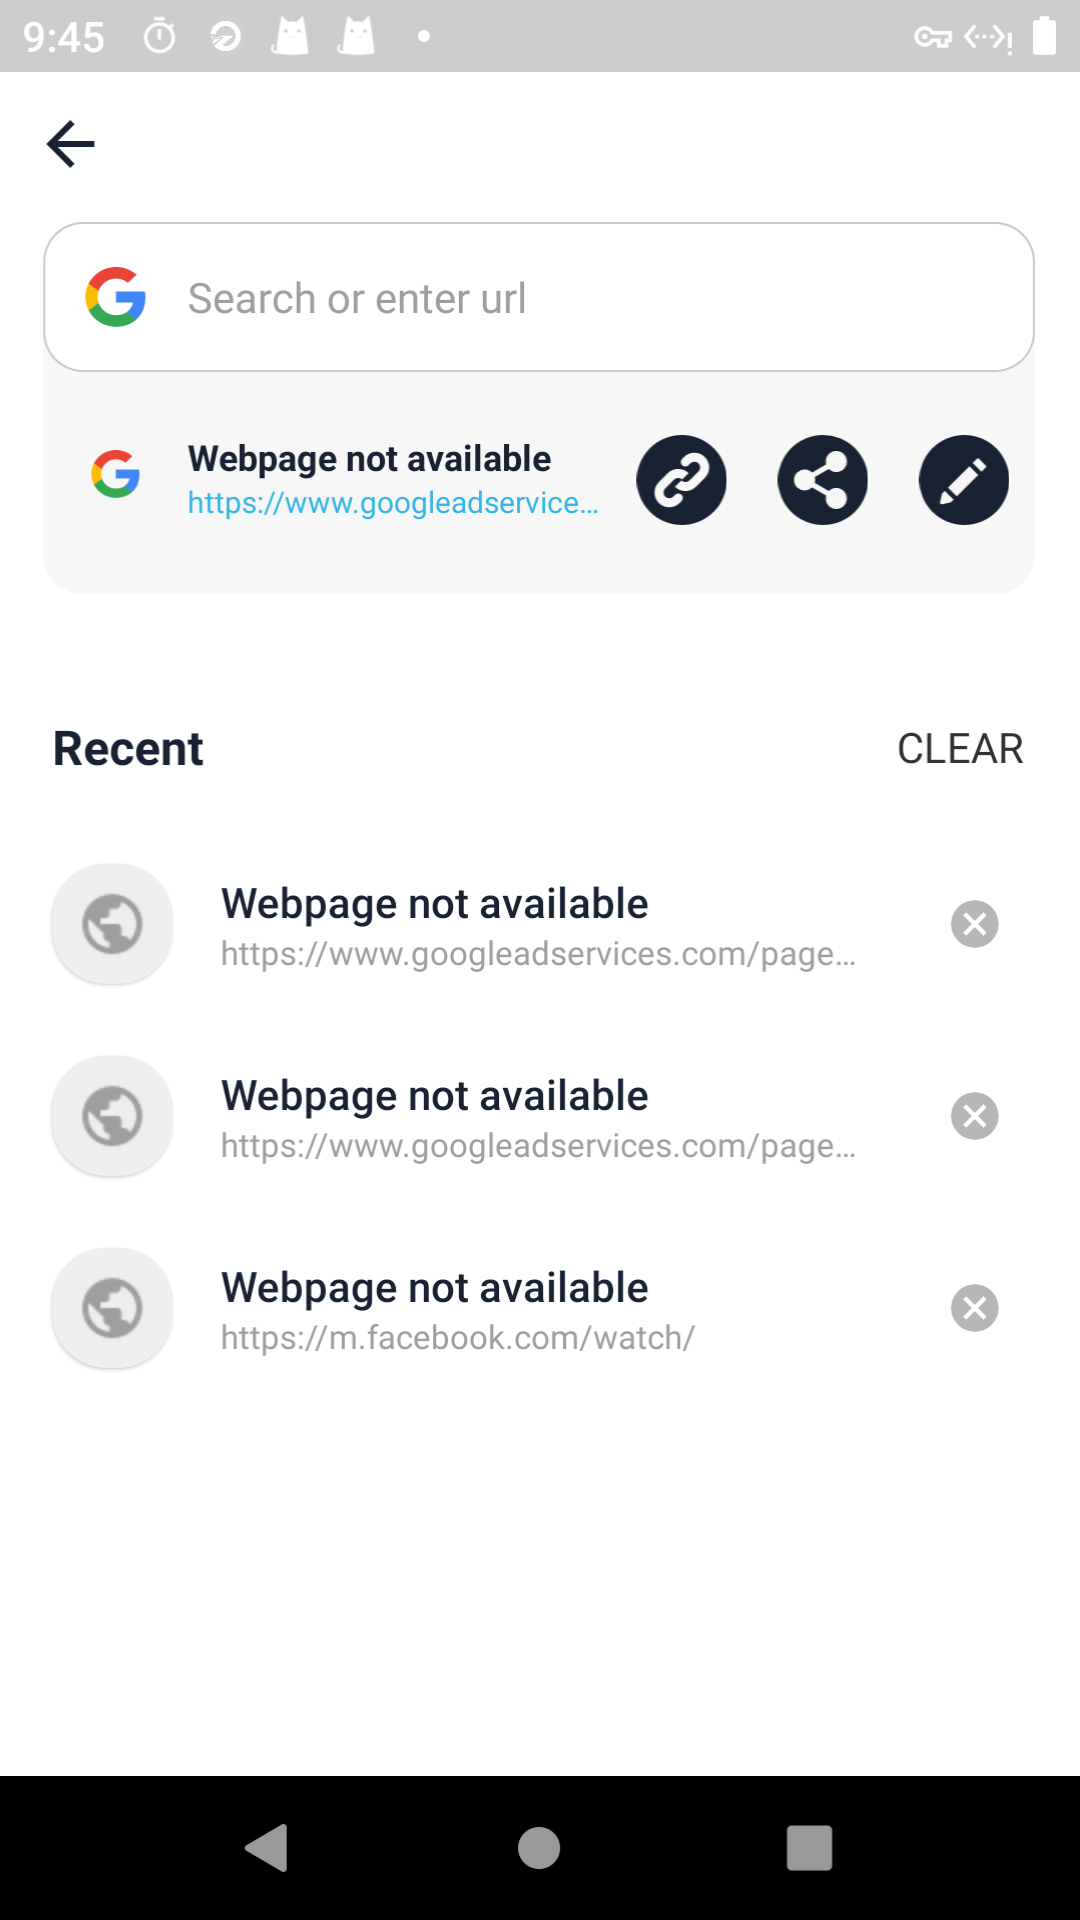 9:45
Search or enter url
Webpage not available
https://www.googleadservice...
Recent
CLEAR
Webpage not available
https://www.googleadservices.com/page...
Webpage not available
https://www.googleadservices.com/page...
Webpage not available
https://m.facebook.com/watch/